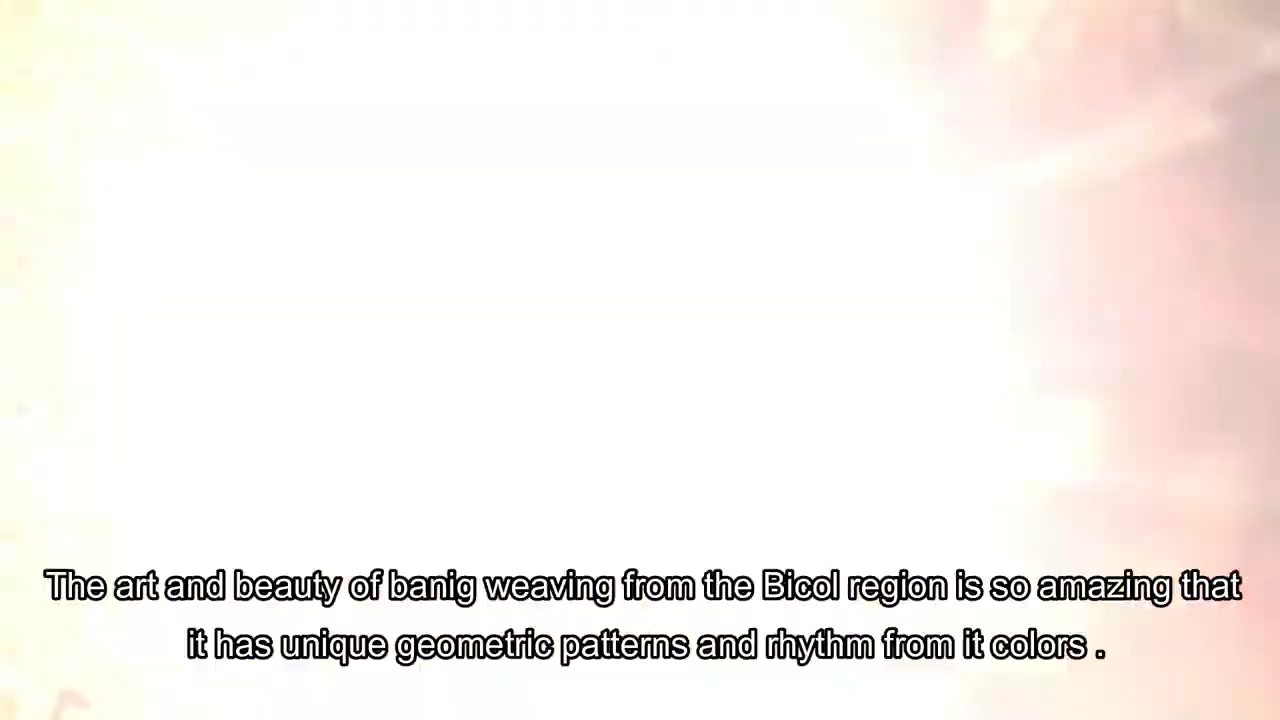 The art and beauty of banig weaving from the Bicol region is so amazing that
it has unique geometric patterns and rhythm from it colors .